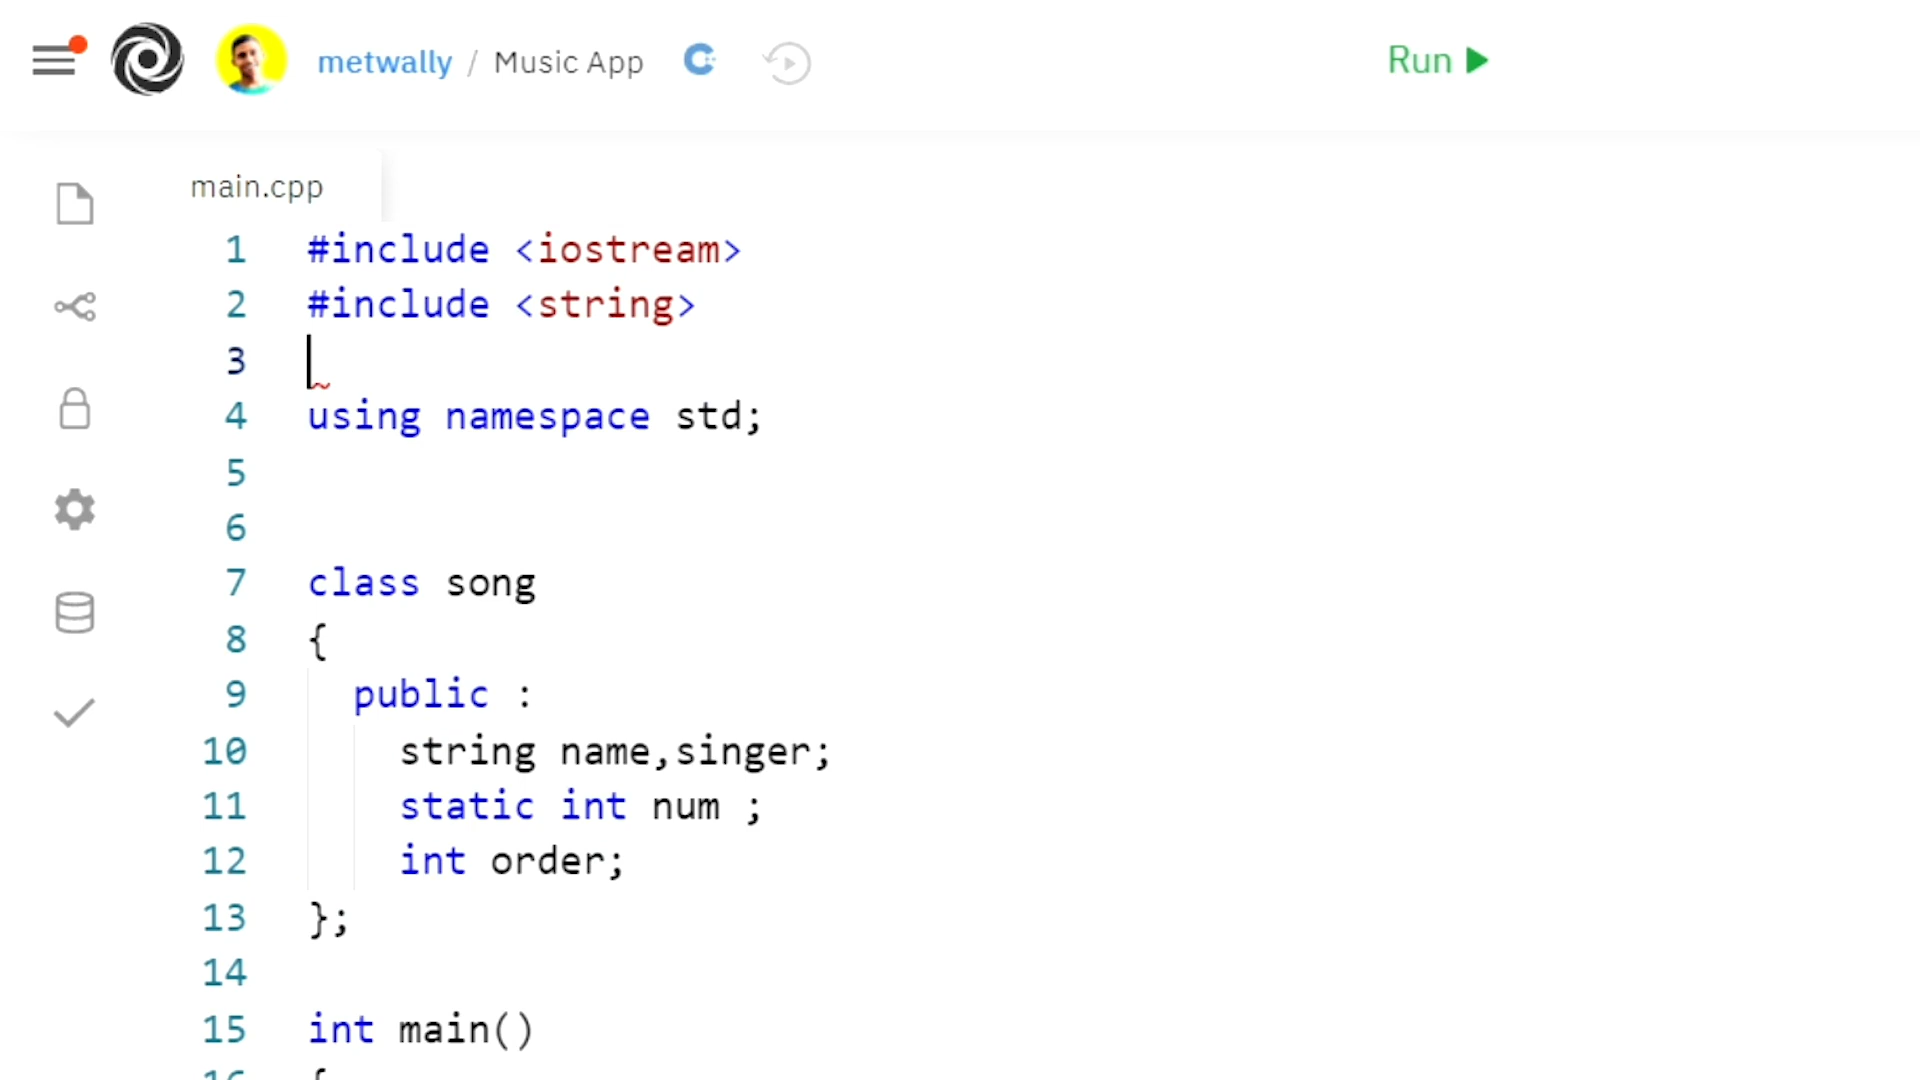 metwally / Music App
Run
main.cpp
1 #include <iostream>
2 #include <string>
3
4 using namespace std;
5
6
7 class song
8 {
9 public :
10 string name,singer;
11 static int num ;
12 int order;
13 };
14
15 int main()
16 {